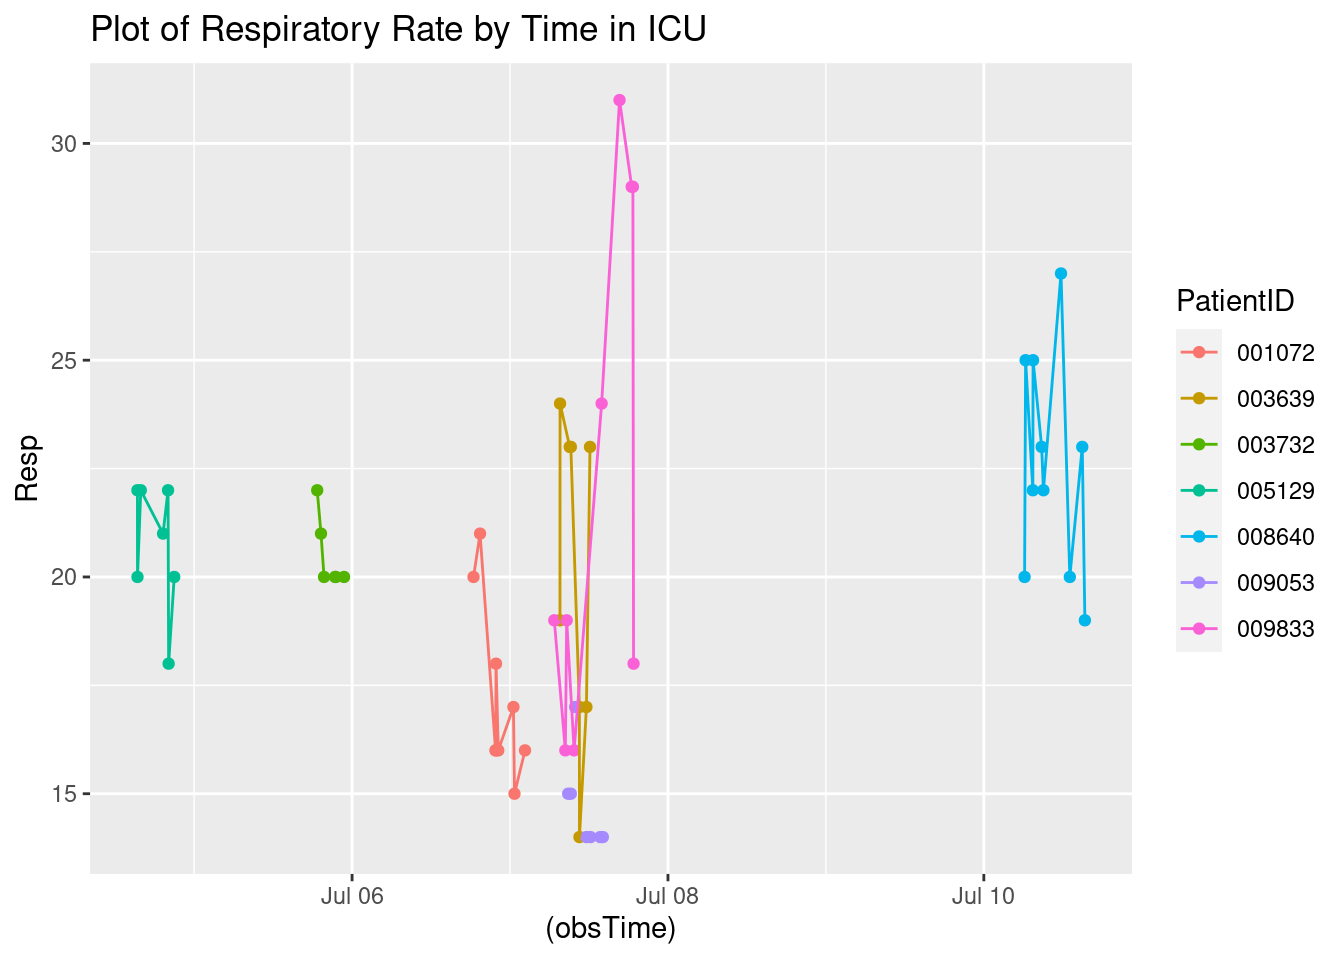 Plot of Respiratory Rate by Time in ICU
30
25
20
15
Resp
Jul 06
Jul 08
Jul 10
(obsTime)
PatientID
001072
003639
003732
005129
008640
009053
009833